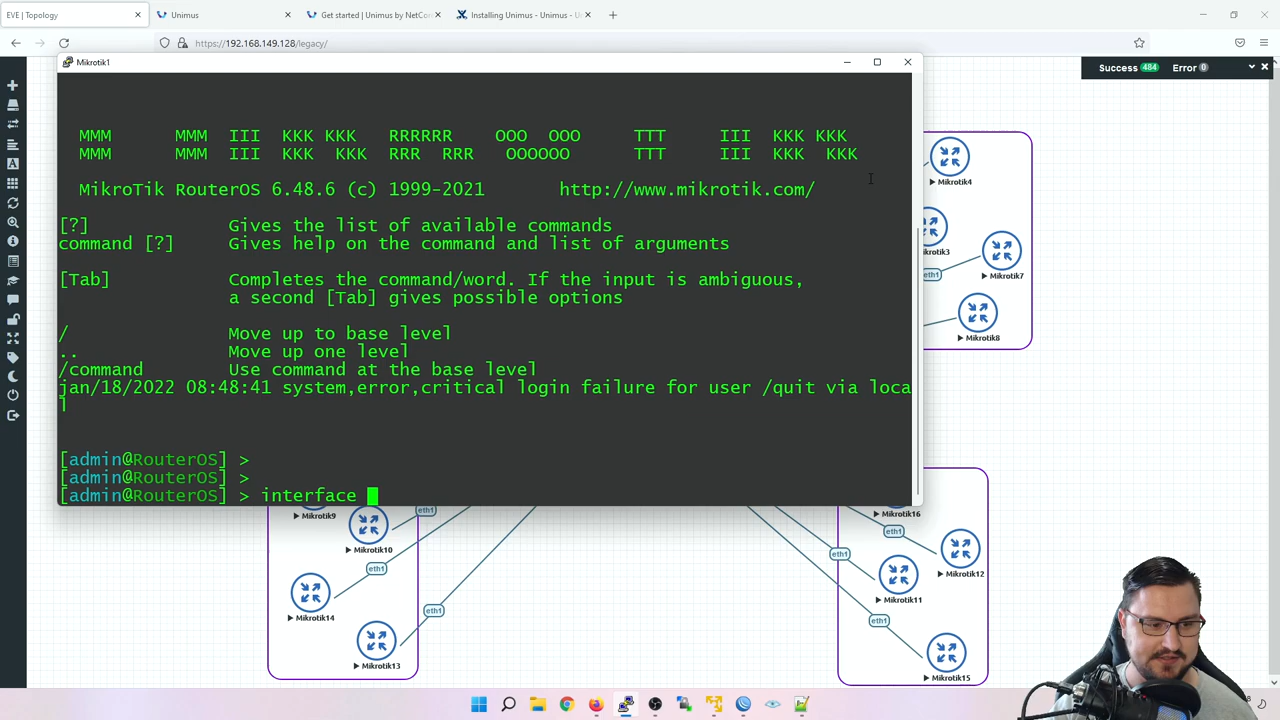 EVE | Topology
Unimus
Get started | Unimus by NetCor
Installing Unimus - Unimus - U
https://192.168.149.128/legacy/
Mikrotik1
Success 484 Error 0
MMM MMM III KKK KKK RRRRRR OOO OOO TTT III KKK KKK
MMM MMM III KKK KKK RRR RRR OOOOOO TTT III KKK KKK
MikroTik RouterOS 6.48.6 (c) 1999-2021 http://www.mikrotik.com/
[?] Gives the list of available commands
command [?] Gives help on the command and list of arguments
[Tab] Completes the command/word. If the input is ambiguous,
a second [Tab] gives possible options
/ Move up to base level
.. Move up one level
/command Use command at the base level
jan/18/2022 08:48:41 system,error,critical login failure for user /quit via loca
l
[admin@RouterOS] >
[admin@RouterOS] >
[admin@RouterOS] > interface
Mikrotik4
ikrotik3
eth1
Mikrotik7
Mikrotik8
Mikrotik9
eth1
Mikrotik10
eth1
Mikrotik14
eth1
Mikrotik13
Mikrotik16
eth1
eth1
Mikrotik12
Mikrotik11
eth1
Mikrotik15